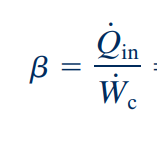 β = Q̇in / Ẇc =